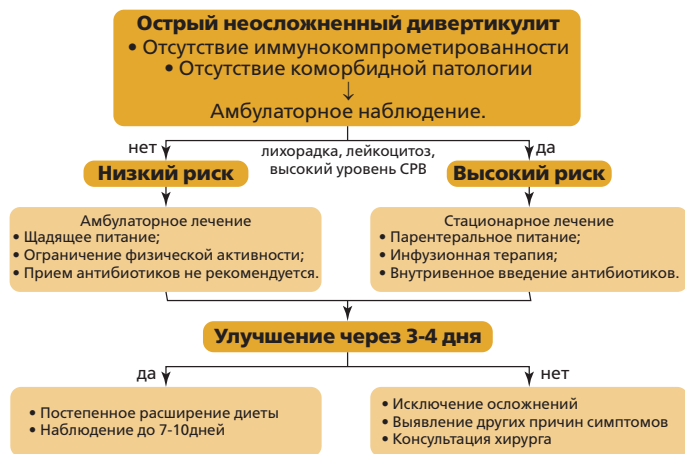 Острый неосложненный дивертикулит
• Отсутствие иммунокомпрометированности
• Отсутствие коморбидной патологии
↓
Амбулаторное наблюдение.
нет
лихорадка, лейкоцитоз,
высокий уровень СРВ
да
Низкий риск
Высокий риск
Амбулаторное лечение
• Щадящее питание;
• Ограничение физической активности;
• Прием антибиотиков не рекомендуется.
Стационарное лечение
• Парентеральное питание;
• Инфузионная терапия;
• Внутривенное введение антибиотиков.
Улучшение через 3-4 дня
да
нет
• Постепенное расширение диеты
• Наблюдение до 7-10дней
• Исключение осложнений
• Выявление других причин симптомов
• Консультация хирурга